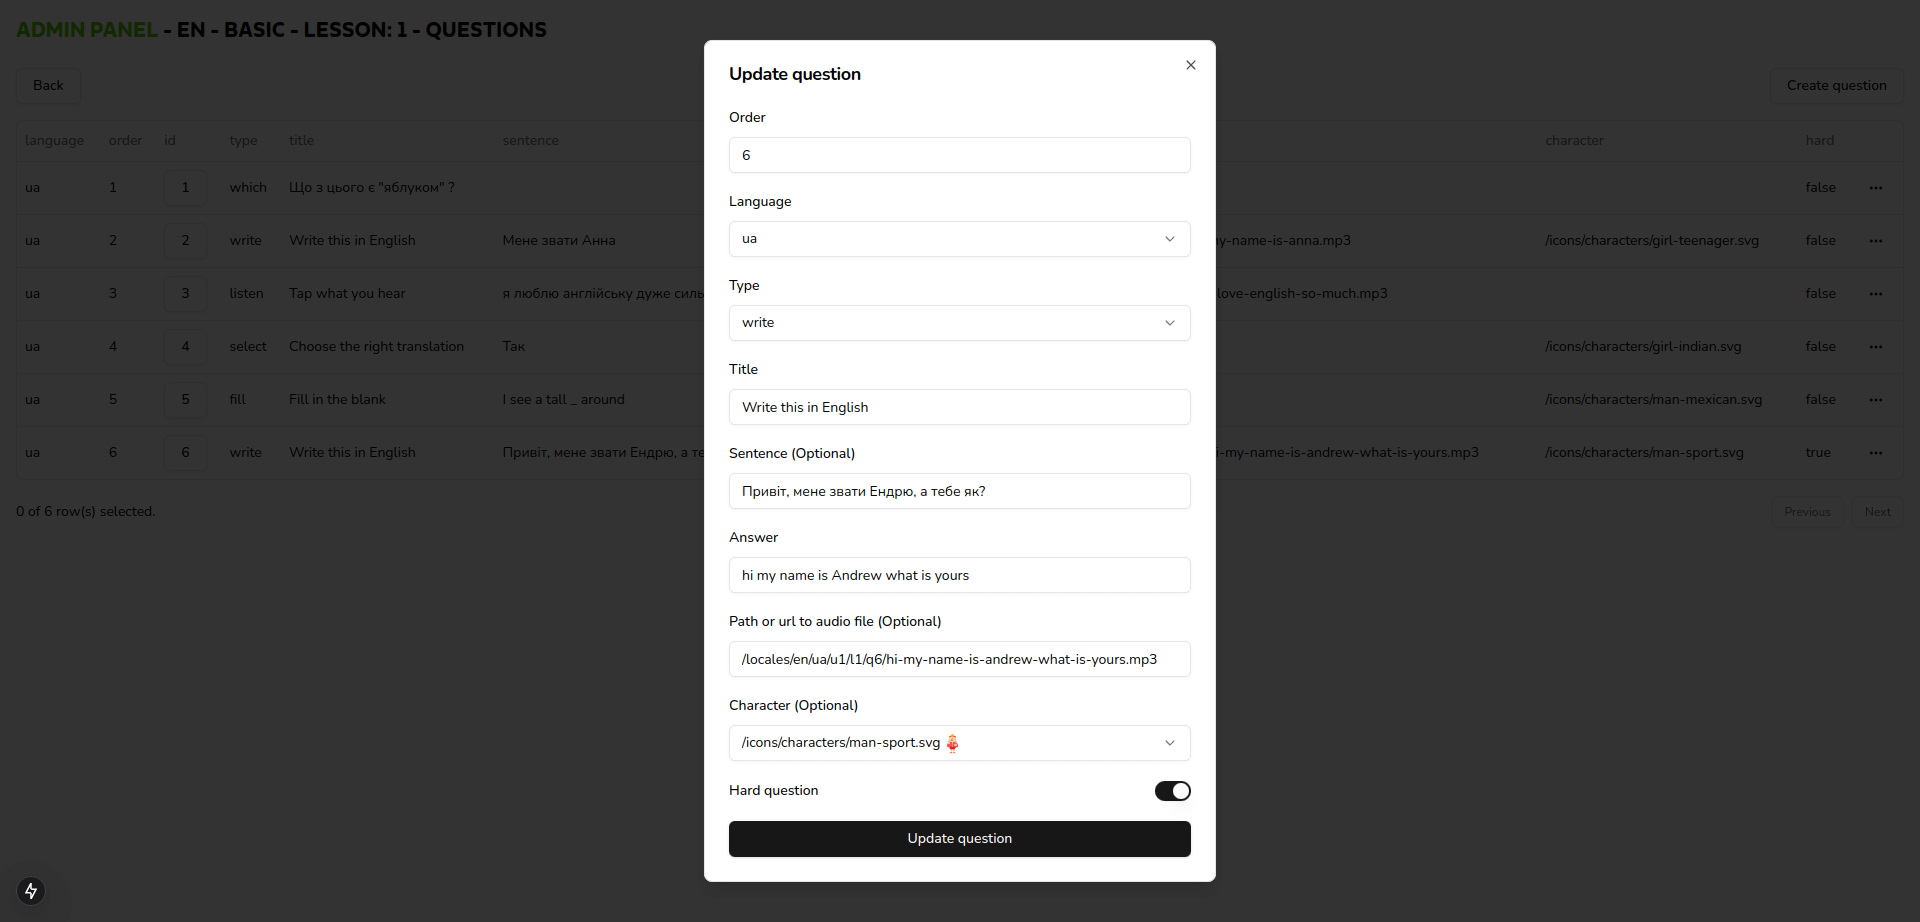 ADMIN PANEL - EN - BASIC - LESSON: 1 - QUESTIONS
Back
Create question
language order id type title sentence character hard
ua 1 1 which Що з цього є "яблуком" ? false
ua 2 2 write Write this in English Мене звати Анна y-name-is-anna.mp3 /icons/characters/girl-teenager.svg false
ua 3 3 listen Tap what you hear я люблю англійську дуже силь love-english-so-much.mp3 false
ua 4 4 select Choose the right translation Так /icons/characters/girl-indian.svg false
ua 5 5 fill Fill in the blank I see a tall _ around /icons/characters/man-mexican.svg false
ua 6 6 write Write this in English Привіт, мене звати Ендрю, а те i-my-name-is-andrew-what-is-yours.mp3 /icons/characters/man-sport.svg true
0 of 6 row(s) selected.
Previous
Next
Update question
Order
6
Language
ua
Type
write
Title
Write this in English
Sentence (Optional)
Привіт, мене звати Ендрю, а тебе як?
Answer
hi my name is Andrew what is yours
Path or url to audio file (Optional)
/locales/en/ua/u1/l1/q6/hi-my-name-is-andrew-what-is-yours.mp3
Character (Optional)
/icons/characters/man-sport.svg
Hard question
Update question